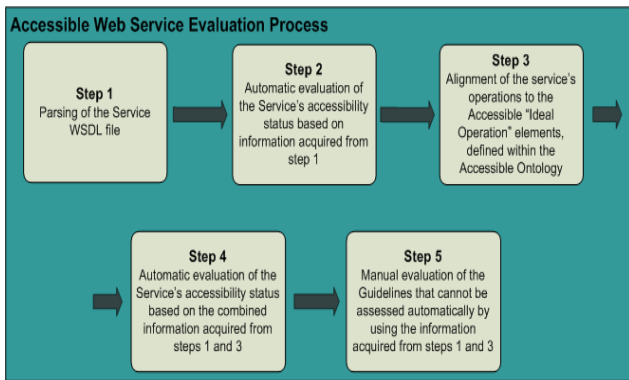 Accessible Web Service Evaluation Process
Step 1
Parsing of the Service
WSDL file
Step 2
Automatic evaluation of
the Service's accessibility
status based on
information acquired from
step 1
Step 3
Alignment of the service's
operations to the
Accessible “Ideal
Operation” elements,
defined within the
Accessible Ontology
Step 4
Automatic evaluation of the
Service's accessibility status
based on the combined
information acquired from
steps 1 and 3
Step 5
Manual evaluation of the
Guidelines that cannot be
assessed automatically by
using the information
acquired from steps 1 and 3